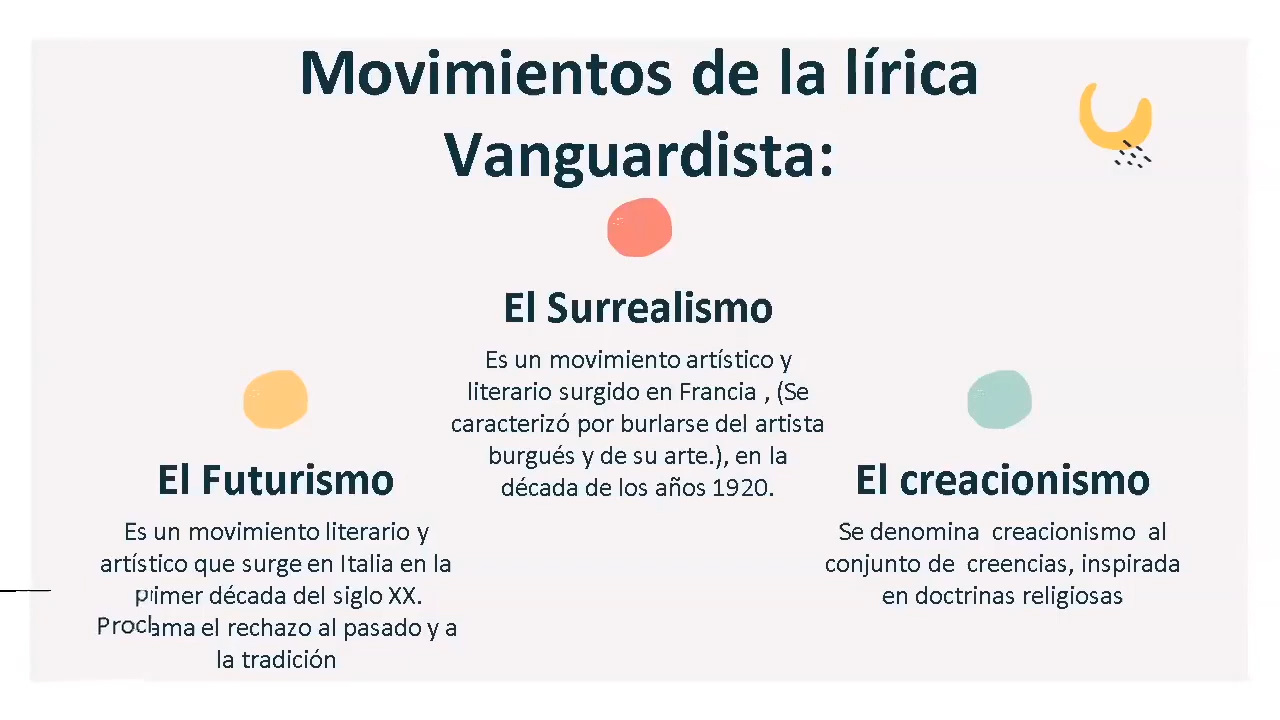 Movimientos de la lírica
Vanguardista:
El Surrealismo
Es un movimiento artístico y
literario surgido en Francia , (Se
caracterizó por burlarse del artista
burgués y de su arte.), en la
década de los años 1920.
El Futurismo
Es un movimiento literario y
artístico que surge en Italia en la
primer década del siglo XX.
Proclama el rechazo al pasado y a
la tradición
El creacionismo
Se denomina creacionismo al
conjunto de creencias, inspirada
en doctrinas religiosas